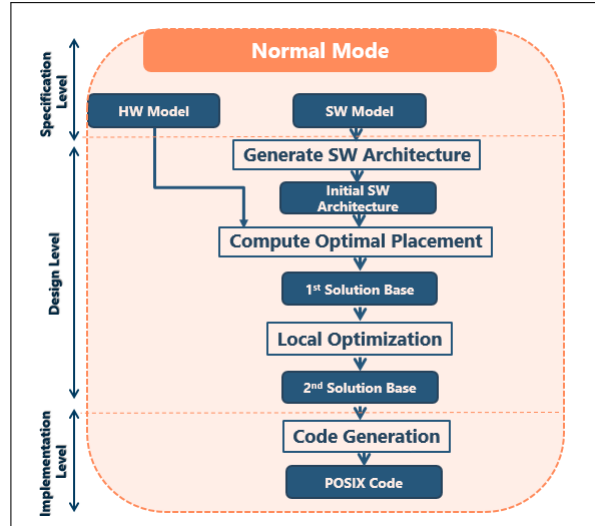 Normal Mode
Specification
Level
HW Model
SW Model
Generate SW Architecture
Initial SW
Architecture
Compute Optimal Placement
Design Level
1st Solution Base
Local Optimization
2nd Solution Base
Implementation
Level
Code Generation
POSIX Code